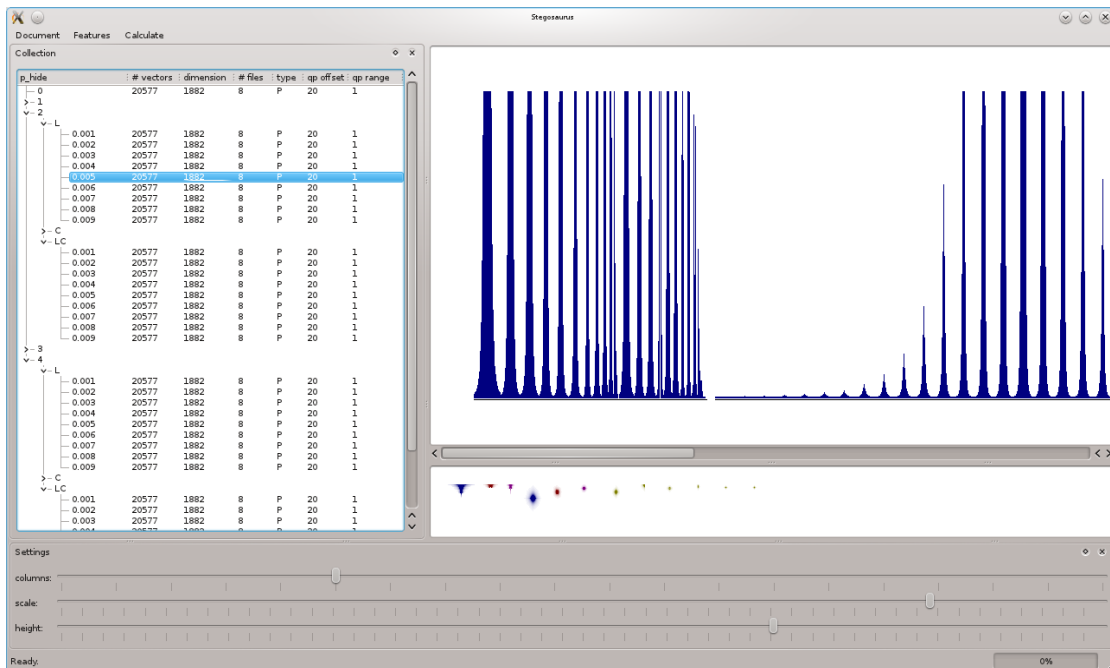 Stegosaurus
Document Features Calculate
Collection
p_hide # vectors dimension # files type qp offset qp range
0 20577 1882 8 P 20 1
1
2
L
0.001 20577 1882 8 P 20 1
0.002 20577 1882 8 P 20 1
0.003 20577 1882 8 P 20 1
0.004 20577 1882 8 P 20 1
0.005 20577 1882 8 P 20 1
0.006 20577 1882 8 P 20 1
0.007 20577 1882 8 P 20 1
0.008 20577 1882 8 P 20 1
0.009 20577 1882 8 P 20 1
C
LC
0.001 20577 1882 8 P 20 1
0.002 20577 1882 8 P 20 1
0.003 20577 1882 8 P 20 1
0.004 20577 1882 8 P 20 1
0.005 20577 1882 8 P 20 1
0.006 20577 1882 8 P 20 1
0.007 20577 1882 8 P 20 1
0.008 20577 1882 8 P 20 1
0.009 20577 1882 8 P 20 1
3
4
L
0.001 20577 1882 8 P 20 1
0.002 20577 1882 8 P 20 1
0.003 20577 1882 8 P 20 1
0.004 20577 1882 8 P 20 1
0.005 20577 1882 8 P 20 1
0.006 20577 1882 8 P 20 1
0.007 20577 1882 8 P 20 1
0.008 20577 1882 8 P 20 1
0.009 20577 1882 8 P 20 1
C
LC
0.001 20577 1882 8 P 20 1
0.002 20577 1882 8 P 20 1
0.003 20577 1882 8 P 20 1
0.004 20577 1882 8 P 20 1
Settings
columns:
scale:
height:
Ready. 0%